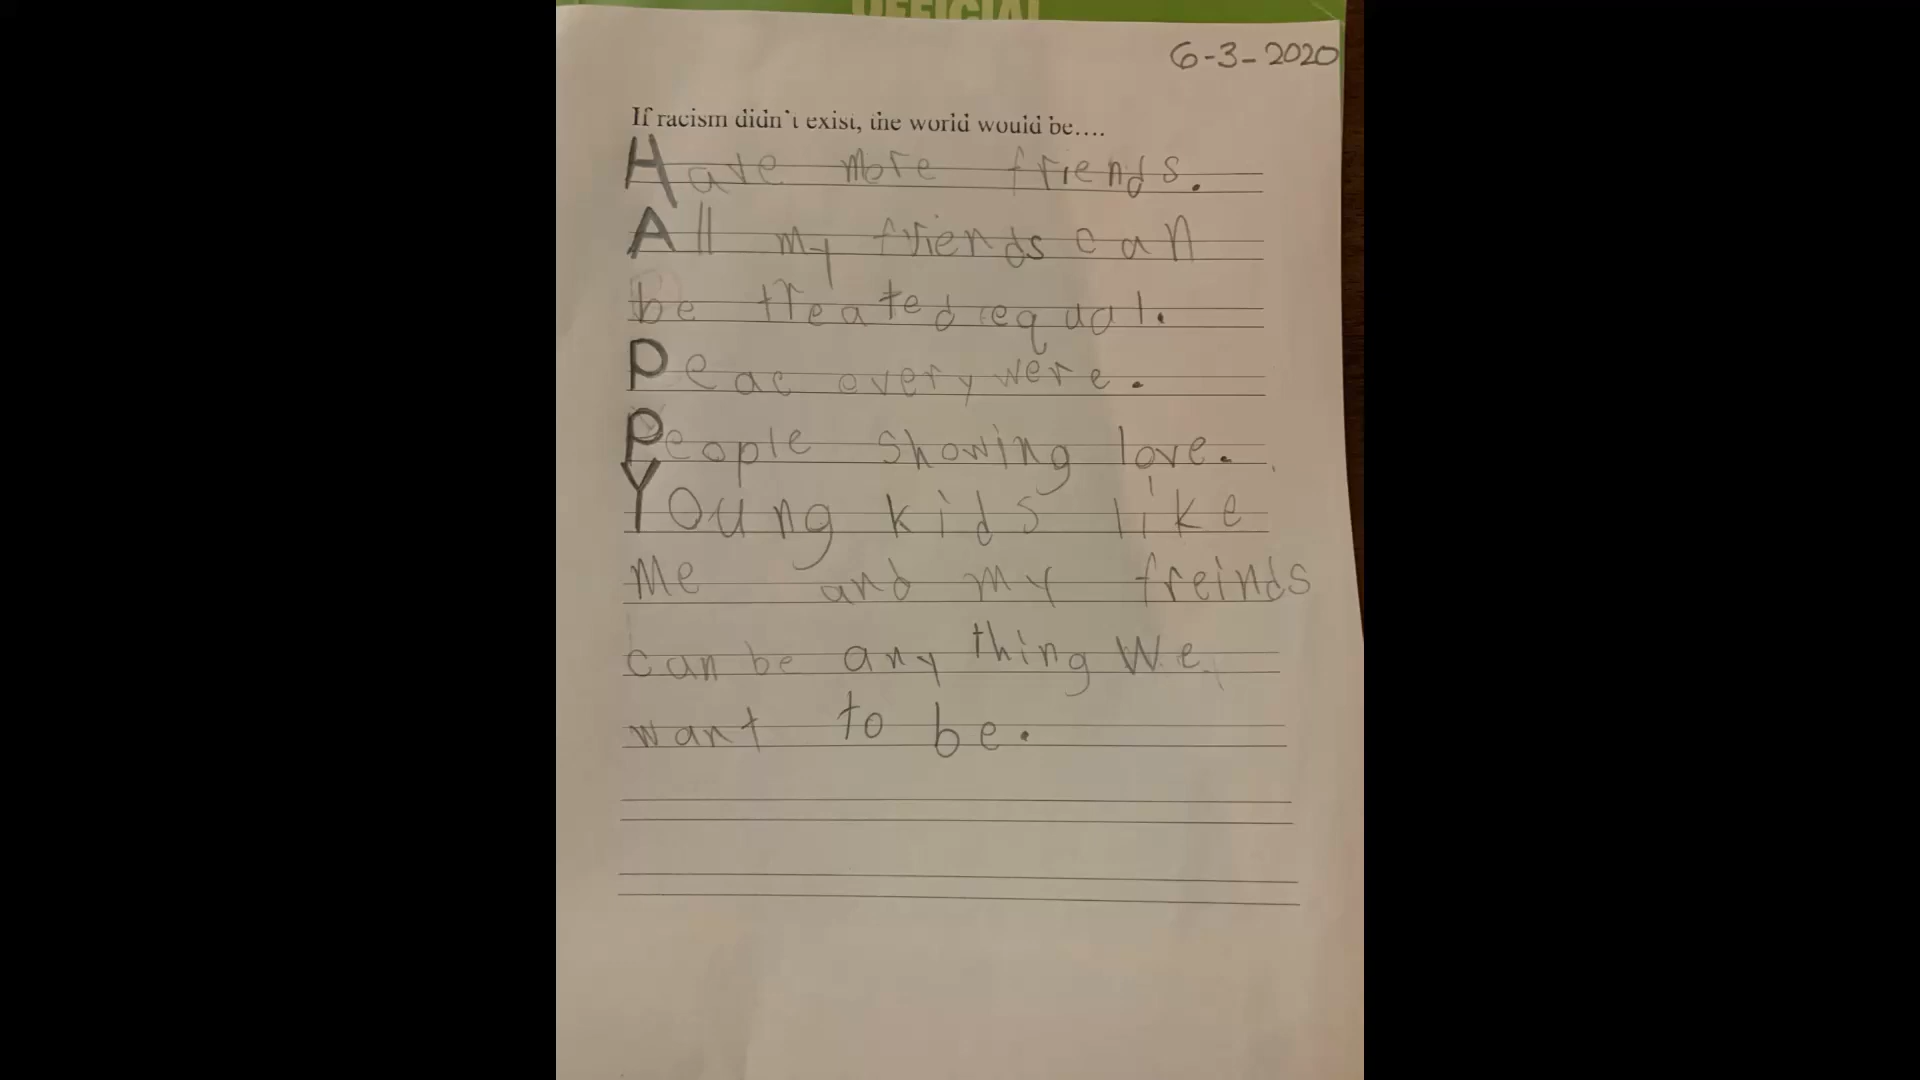 OFFICIAL
6-3-2020
If racism didn't exist, the world would be....
Have more friends.
All my friends can
be treated equal.
Peac everywere.
People showing love.
Young kids like
me and my freinds
can be any thing we
want to be.